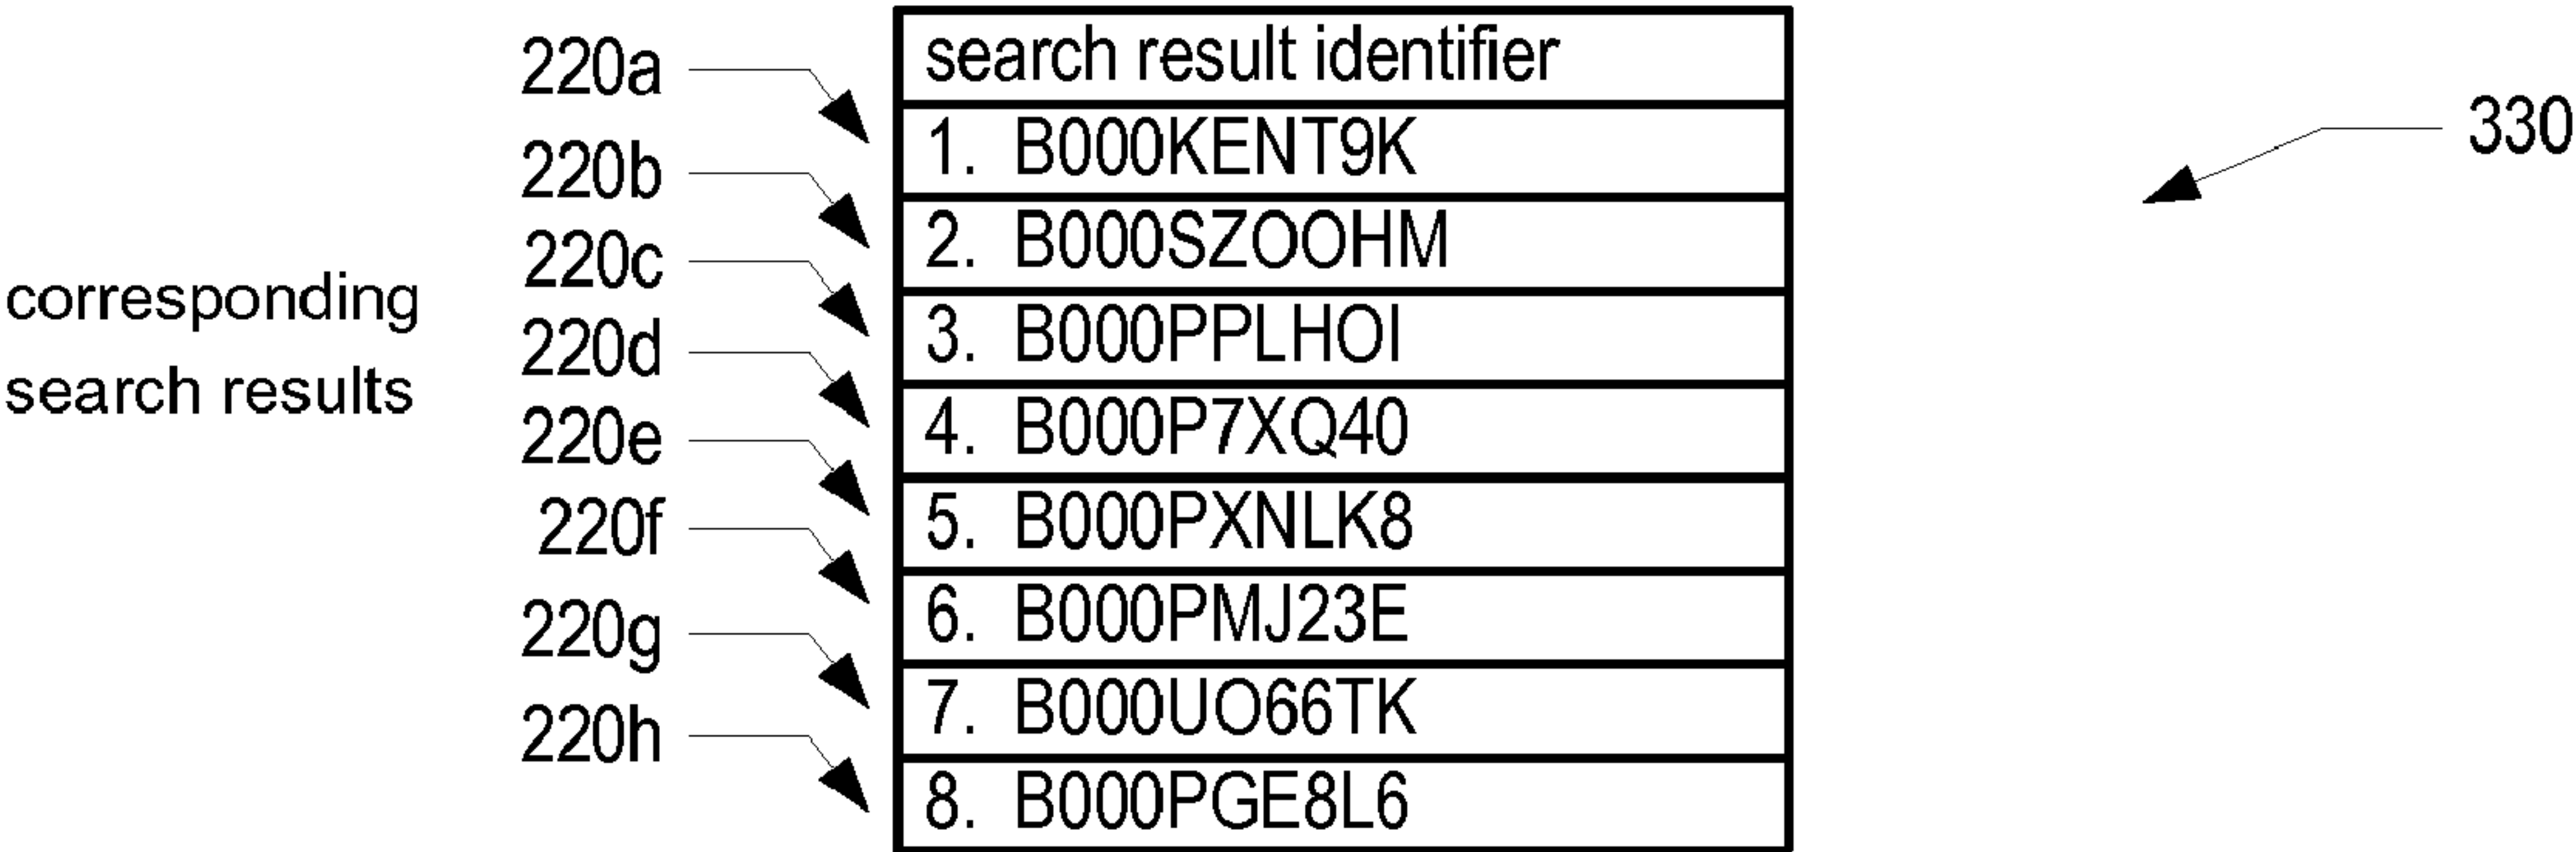 search result identifier
220a
1. B000KENT9K
330
220b
2. B000SZOOHM
220c
3. B000PPLHOI
corresponding
search results
220d
4. B000P7XQ40
220e
5. B000PXNLK8
220f
6. B000PMJ23E
220g
7. B000UO66TK
220h
8. B000PGE8L6